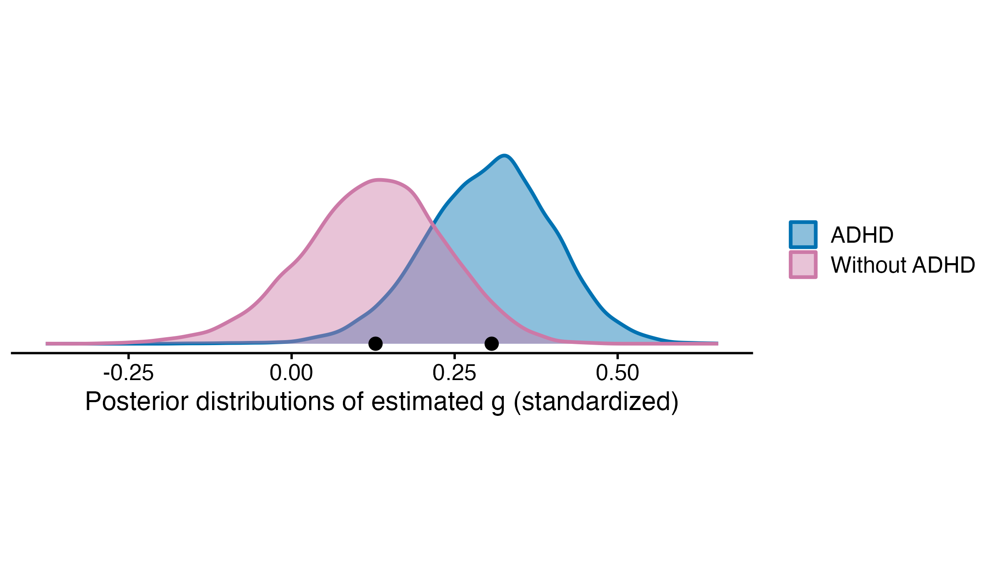 ADHD
Without ADHD
-0.25 0.00 0.25 0.50
Posterior distributions of estimated g (standardized)